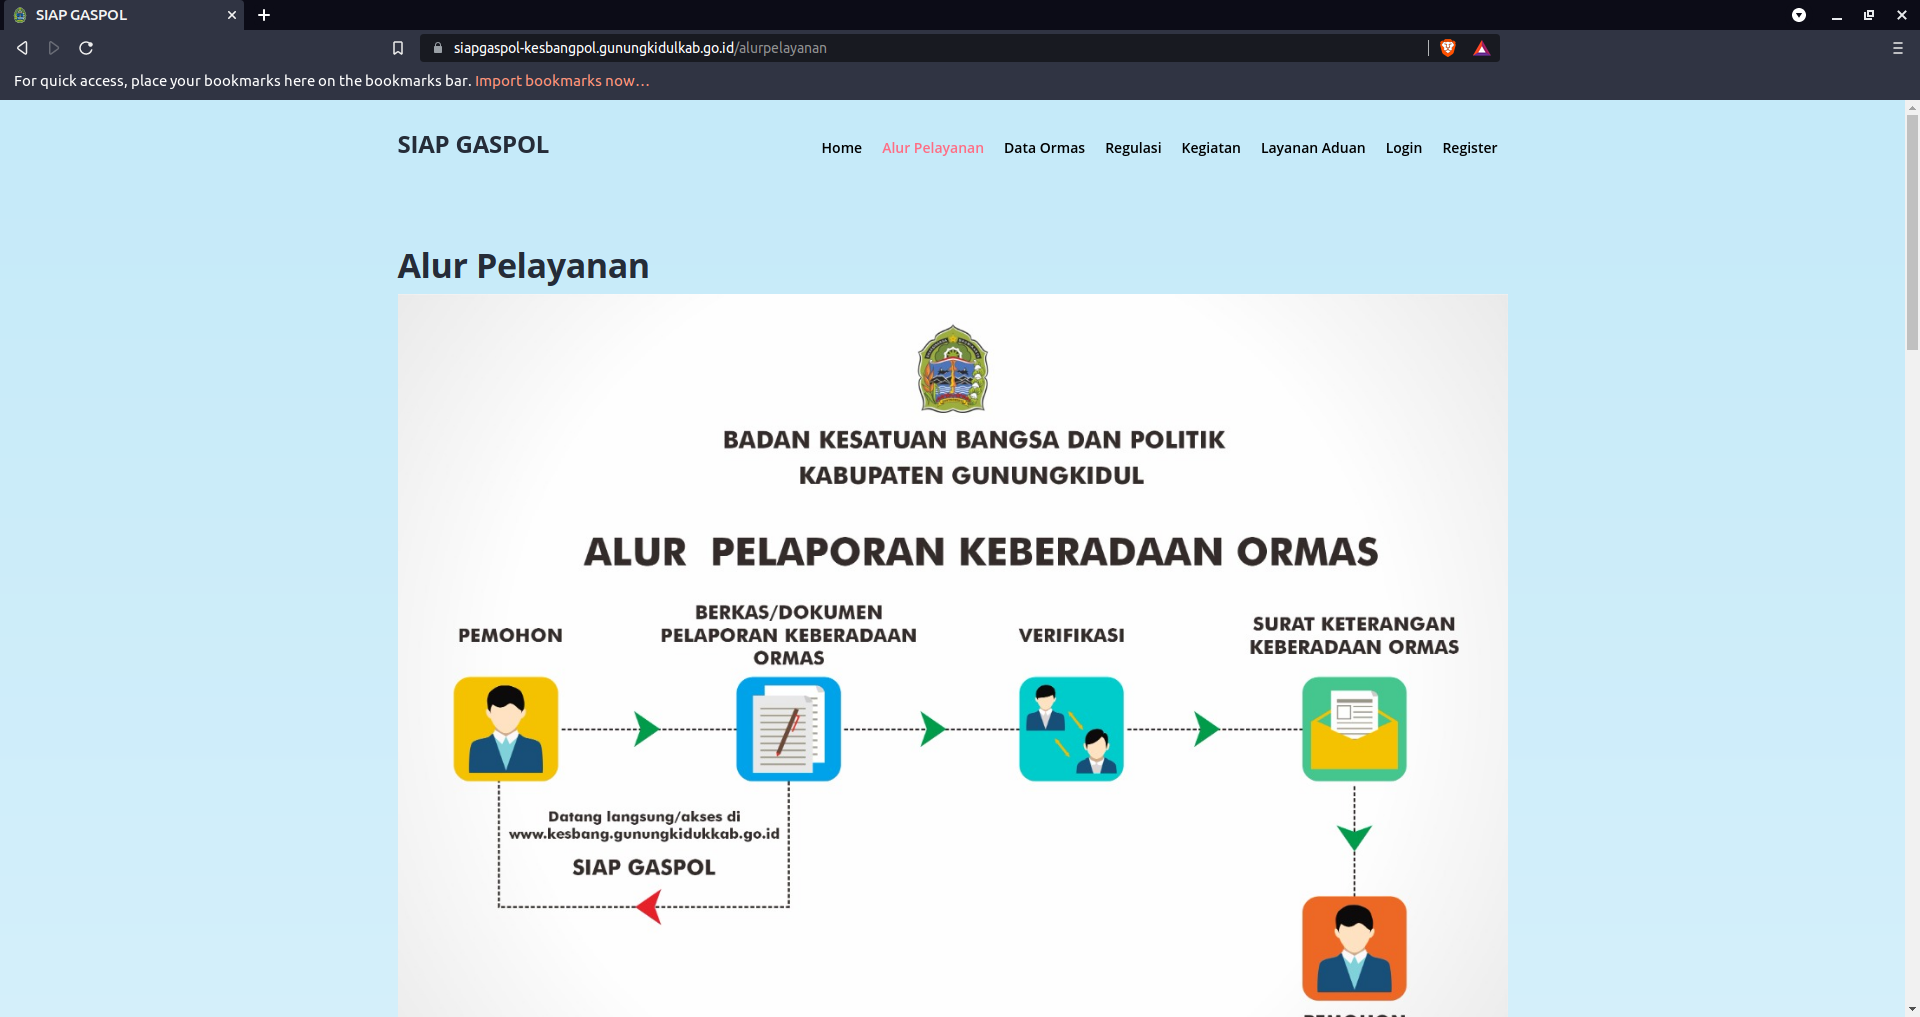 SIAP GASPOL
siapgaspol-kesbangpol.gunungkidulkab.go.id/alurpelayanan
For quick access, place your bookmarks here on the bookmarks bar. Import bookmarks now...
SIAP GASPOL
Home Alur Pelayanan Data Ormas Regulasi Kegiatan Layanan Aduan Login Register
Alur Pelayanan
BADAN KESATUAN BANGSA DAN POLITIK
KABUPATEN GUNUNGKIDUL
ALUR PELAPORAN KEBERADAAN ORMAS
PEMOHON
BERKAS/DOKUMEN
PELAPORAN KEBERADAAN
ORMAS
VERIFIKASI
SURAT KETERANGAN
KEBERADAAN ORMAS
Datang langsung/akses di
www.kesbang.gunungkidukkab.go.id
SIAP GASPOL